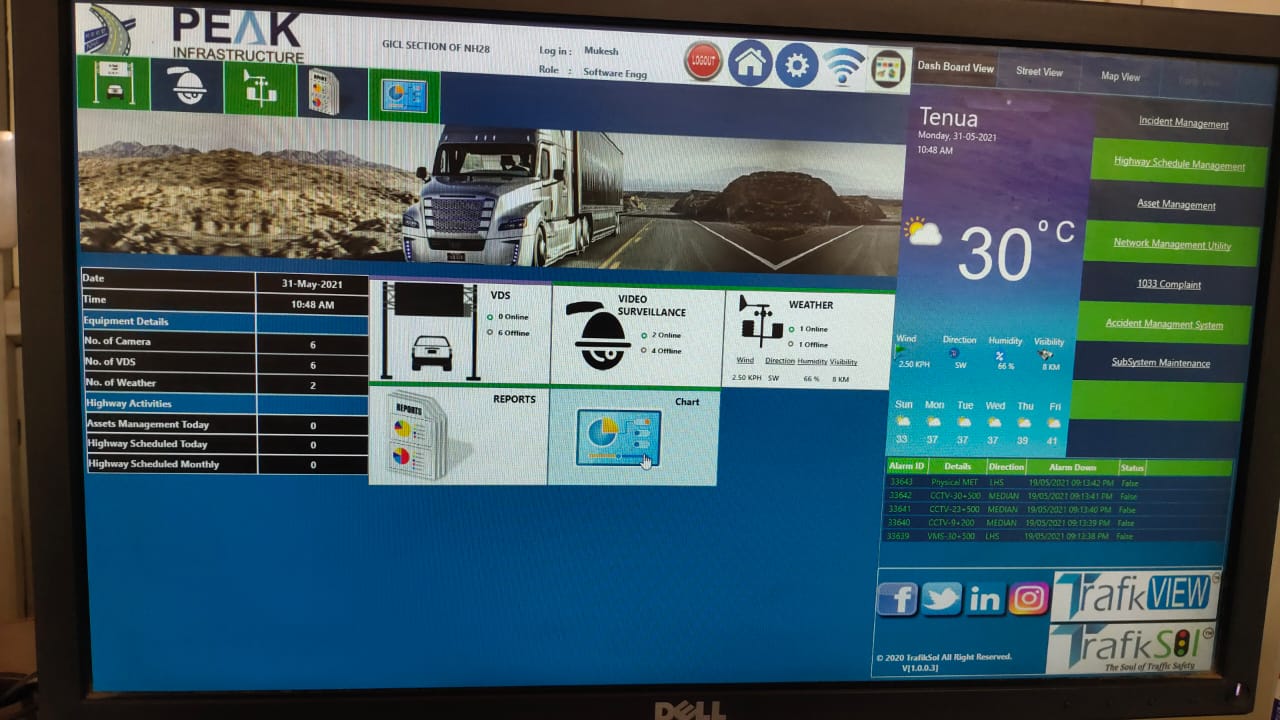 PEAK
INFRASTRUCTURE
GICL SECTION OF NH28
Log in : Mukesh
Role : Software Engg
LOGOUT
Dash Board View
Street View
Map View
Tenua
Monday, 31-05-2021
10:48 AM
30 °C
Wind Direction Humidity Visibility
2.50 KPH SW 66 % 8 KM
Sun Mon Tue Wed Thu Fri
33 37 37 37 39 41
Incident Management
Highway Schedule Management
Asset Management
Network Management Utility
1033 Complaint
Accident Managment System
SubSystem Maintenance
Date 31-May-2021
Time 10:48 AM
Equipment Details
No. of Camera 6
No. of VDS 6
No. of Weather 2
Highway Activities
Assets Management Today 0
Highway Scheduled Today 0
Highway Scheduled Monthly 0
VDS
0 Online
6 Offline
VIDEO
SURVEILLANCE
2 Online
4 Offline
WEATHER
1 Online
1 Offline
Wind Direction Humidity Visibility
2.50 KPH SW 66 % 8 KM
REPORTS
REPORTS
Chart
Alarm ID Details Direction Alarm Down Status
33643 Physical MET LHS 19/05/2021 09:13:42 PM False
33642 CCTV-30+500 MEDIAN 19/05/2021 09:13:41 PM False
33641 CCTV-23+500 MEDIAN 19/05/2021 09:13:40 PM False
33640 CCTV-9+200 MEDIAN 19/05/2021 09:13:39 PM False
33639 VMS-30+500 LHS 19/05/2021 09:13:38 PM False
TrafikVIEW™
TrafikSol™
The Soul of Traffic Safety
© 2020 TrafikSol All Right Reserved.
V[1.0.0.3]
DELL